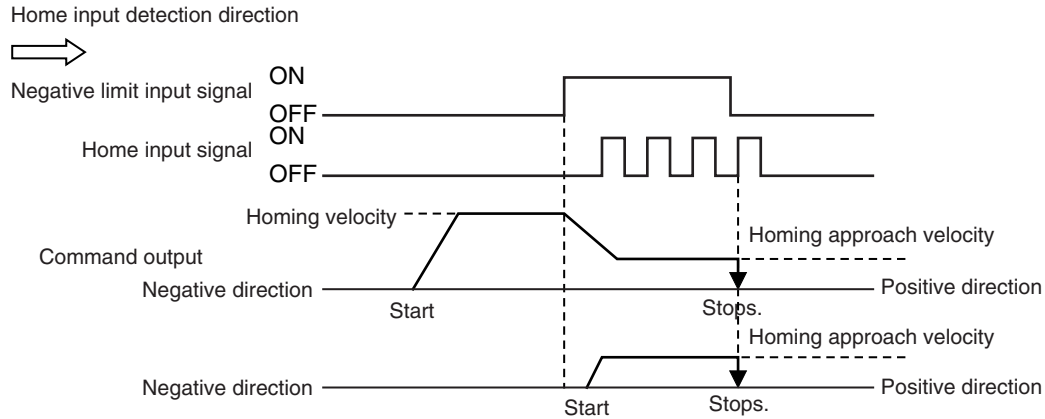 Home input detection direction
Negative limit input signal
ON
OFF
Home input signal
ON
OFF
Homing velocity
Homing approach velocity
Command output
Negative direction
Positive direction
Start
Stops.
Homing approach velocity
Negative direction
Positive direction
Start
Stops.